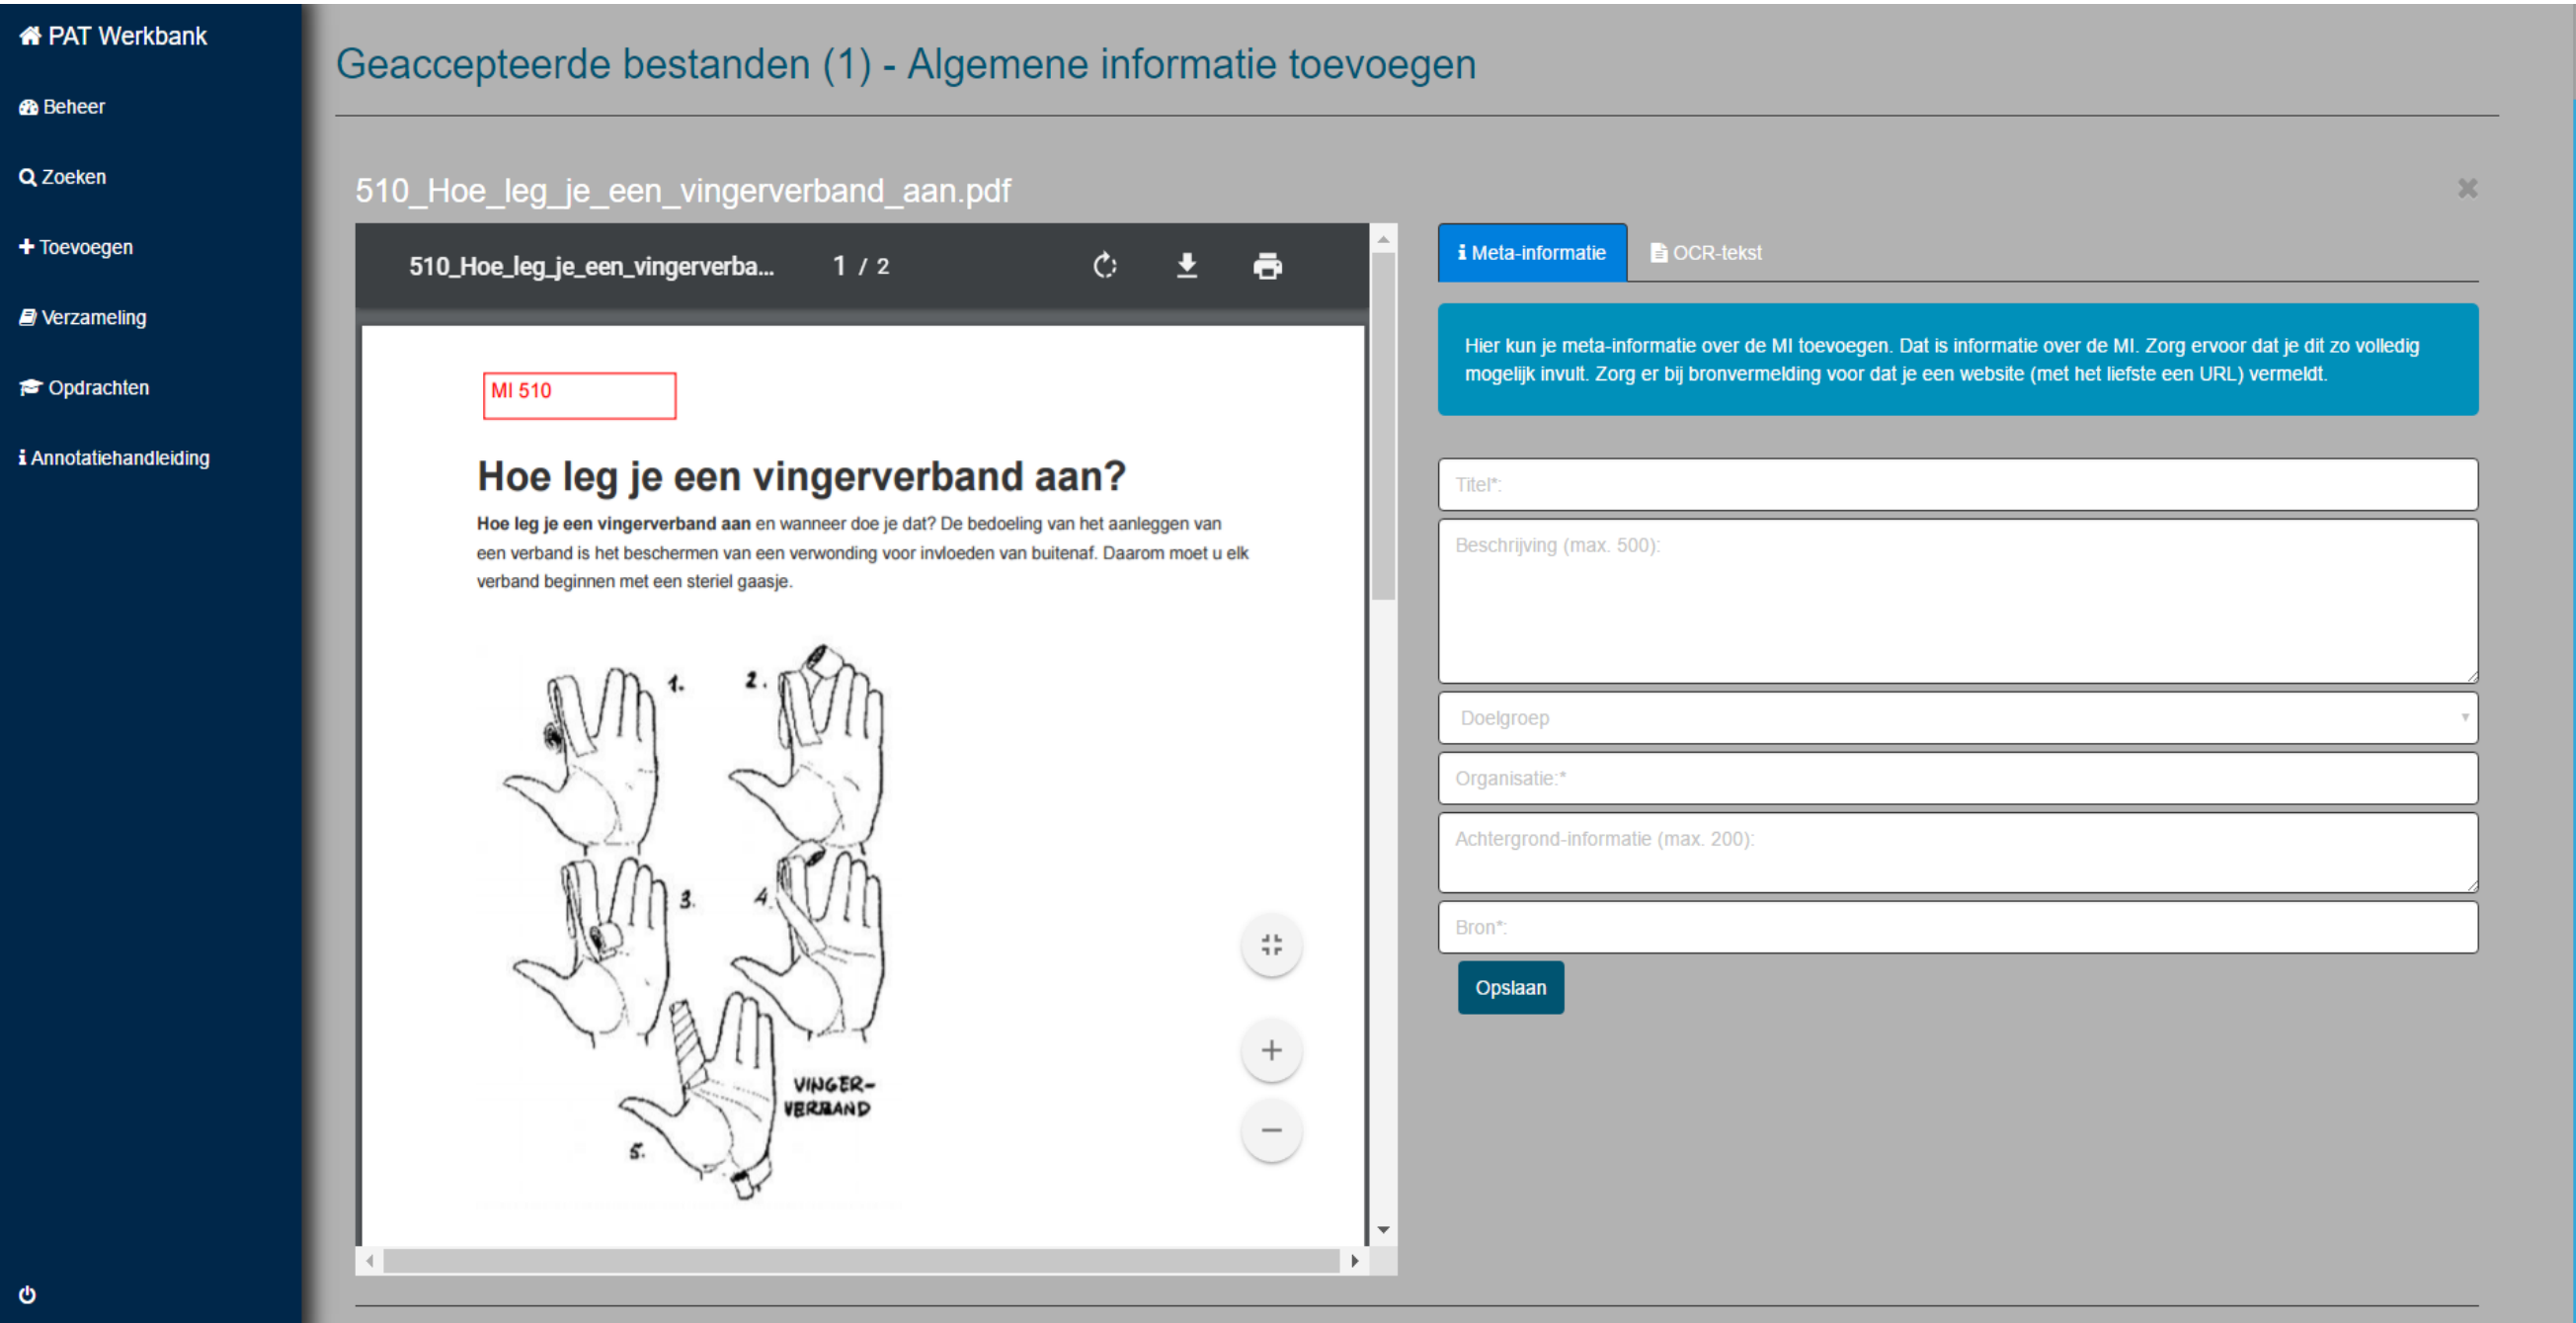 PAT Werkbank
Beheer
Zoeken
Toevoegen
Verzameling
Opdrachten
Annotatiehandleiding
Geaccepteerde bestanden (1) - Algemene informatie toevoegen
510_Hoe_leg_je_een_vingerverband_aan.pdf
510_Hoe_leg_je_een_vingerverba... 1 / 2
MI 510
Hoe leg je een vingerverband aan?
Hoe leg je een vingerverband aan en wanneer doe je dat? De bedoeling van het aanleggen van
een verband is het beschermen van een verwonding voor invloeden van buitenaf. Daarom moet u elk
verband beginnen met een steriel gaasje.
1.
2.
3.
4.
VINGER-
VERBAND
5.
Meta-informatie
OCR-tekst
Hier kun je meta-informatie over de MI toevoegen. Dat is informatie over de MI. Zorg ervoor dat je dit zo volledig
mogelijk invult. Zorg er bij bronvermelding voor dat je een website (met het liefste een URL) vermeldt.
Titel*:
Beschrijving (max. 500):
Doelgroep
Organisatie:*
Achtergrond-informatie (max. 200):
Bron*:
Opslaan